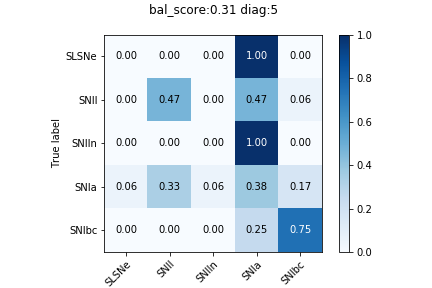 bal_score:0.31 diag:5
SLSNe 0.00 0.00 0.00 1.00 0.00
SNII 0.00 0.47 0.00 0.47 0.06
SNIIn 0.00 0.00 0.00 1.00 0.00
SNIa 0.06 0.33 0.06 0.38 0.17
SNIbc 0.00 0.00 0.00 0.25 0.75
SLSNe SNII SNIIn SNIa SNIbc
True label
1.0
0.8
0.6
0.4
0.2
0.0